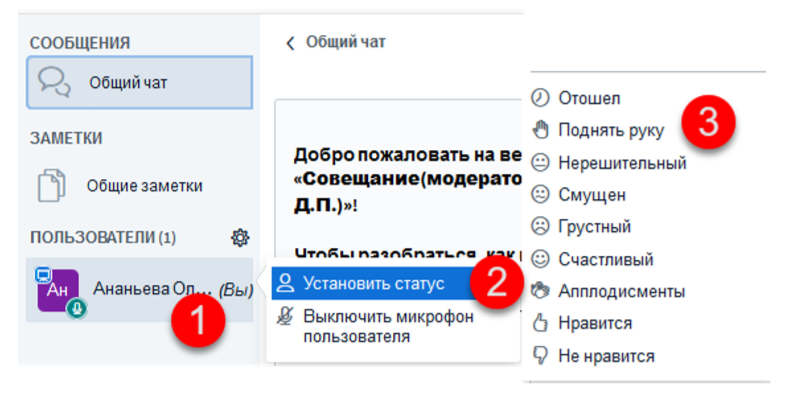 СООБЩЕНИЯ
Общий чат
ЗАМЕТКИ
Общие заметки
ПОЛЬЗОВАТЕЛИ (1)
Ан
Ананьева Ол... (Вы)
1
Общий чат
Добро пожаловать на ве
«Совещание(модерато
Д.П.)»!
Чтобы разобраться, как
Установить статус
2
Выключить микрофон
пользователя
Отошел
Поднять руку
3
Нерешительный
Смущен
Грустный
Счастливый
Апплодисменты
Нравится
Не нравится